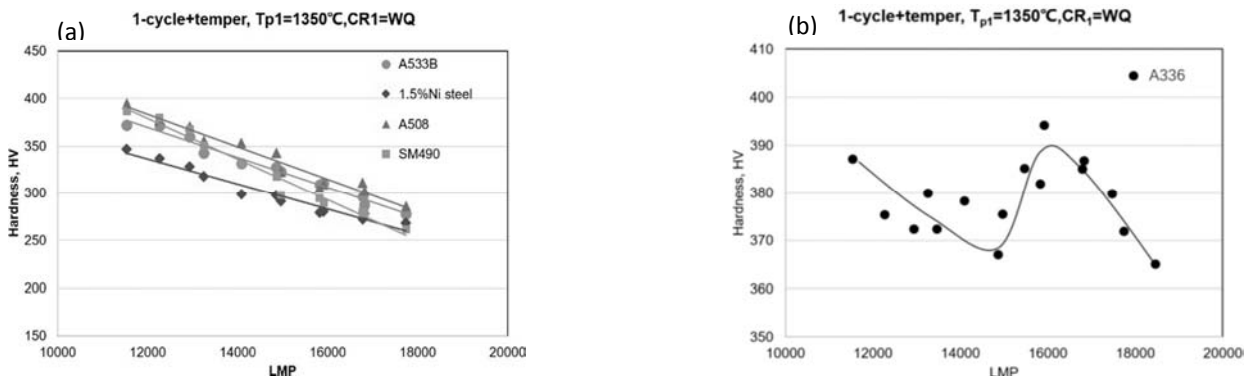 (a)
1-cycle+temper, Tp1=1350℃,CR1=WQ
450
400
350
300
250
200
150
Hardness, HV
A533B
1.5%Ni steel
A508
SM490
10000 12000 14000 16000 18000 20000
LMP
(b)
1-cycle+temper, Tp1=1350℃,CR1=WQ
410
400
390
380
370
360
350
Hardness, HV
A336
10000 12000 14000 16000 18000 20000
LMP